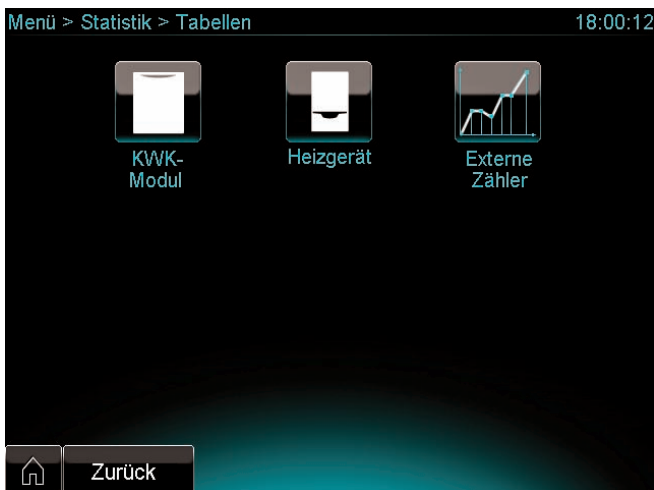 Menü > Statistik > Tabellen 18:00:12
KWK-
Modul
Heizgerät
Externe
Zähler
Zurück